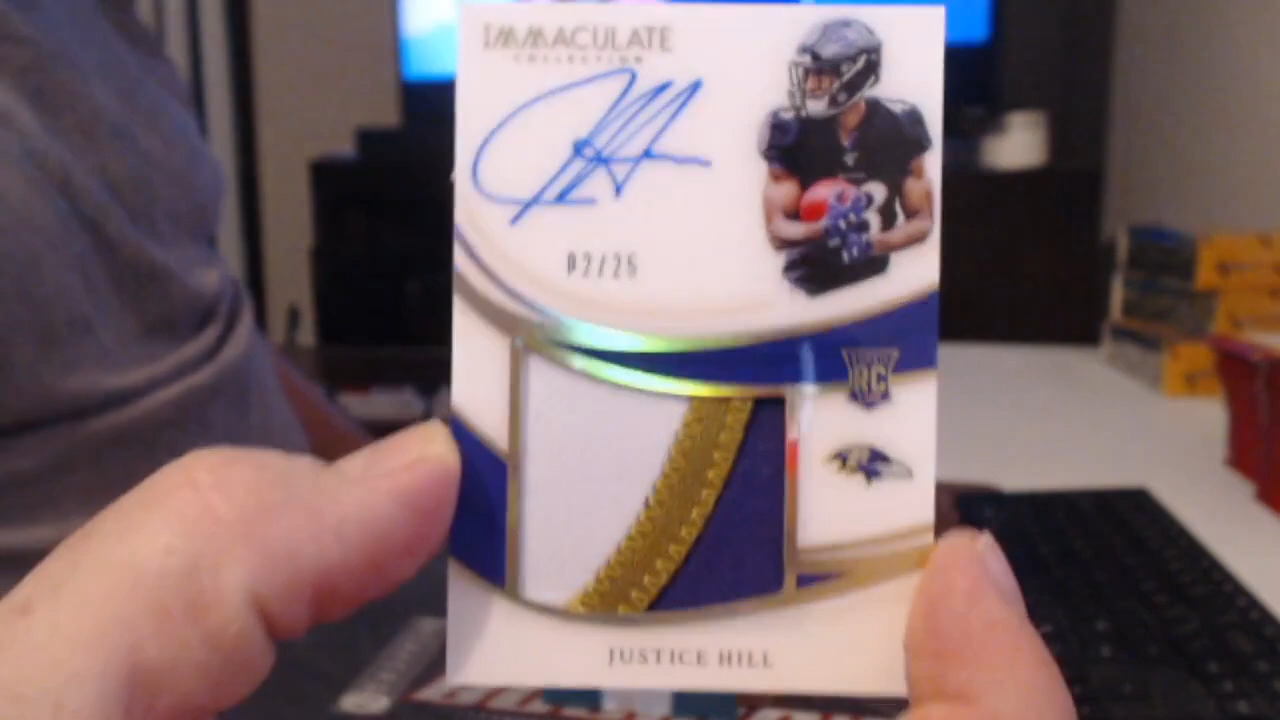 IMMACULATE
COLLECTION
02/25
RC
JUSTICE HILL